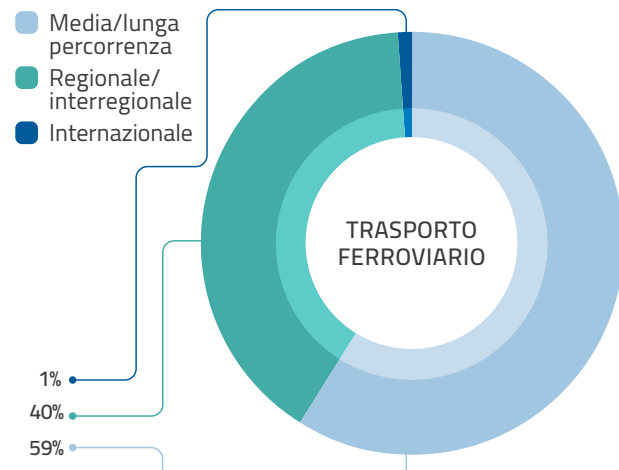 Media/lunga
percorrenza
Regionale/
interregionale
Internazionale
TRASPORTO
FERROVIARIO
1%
40%
59%